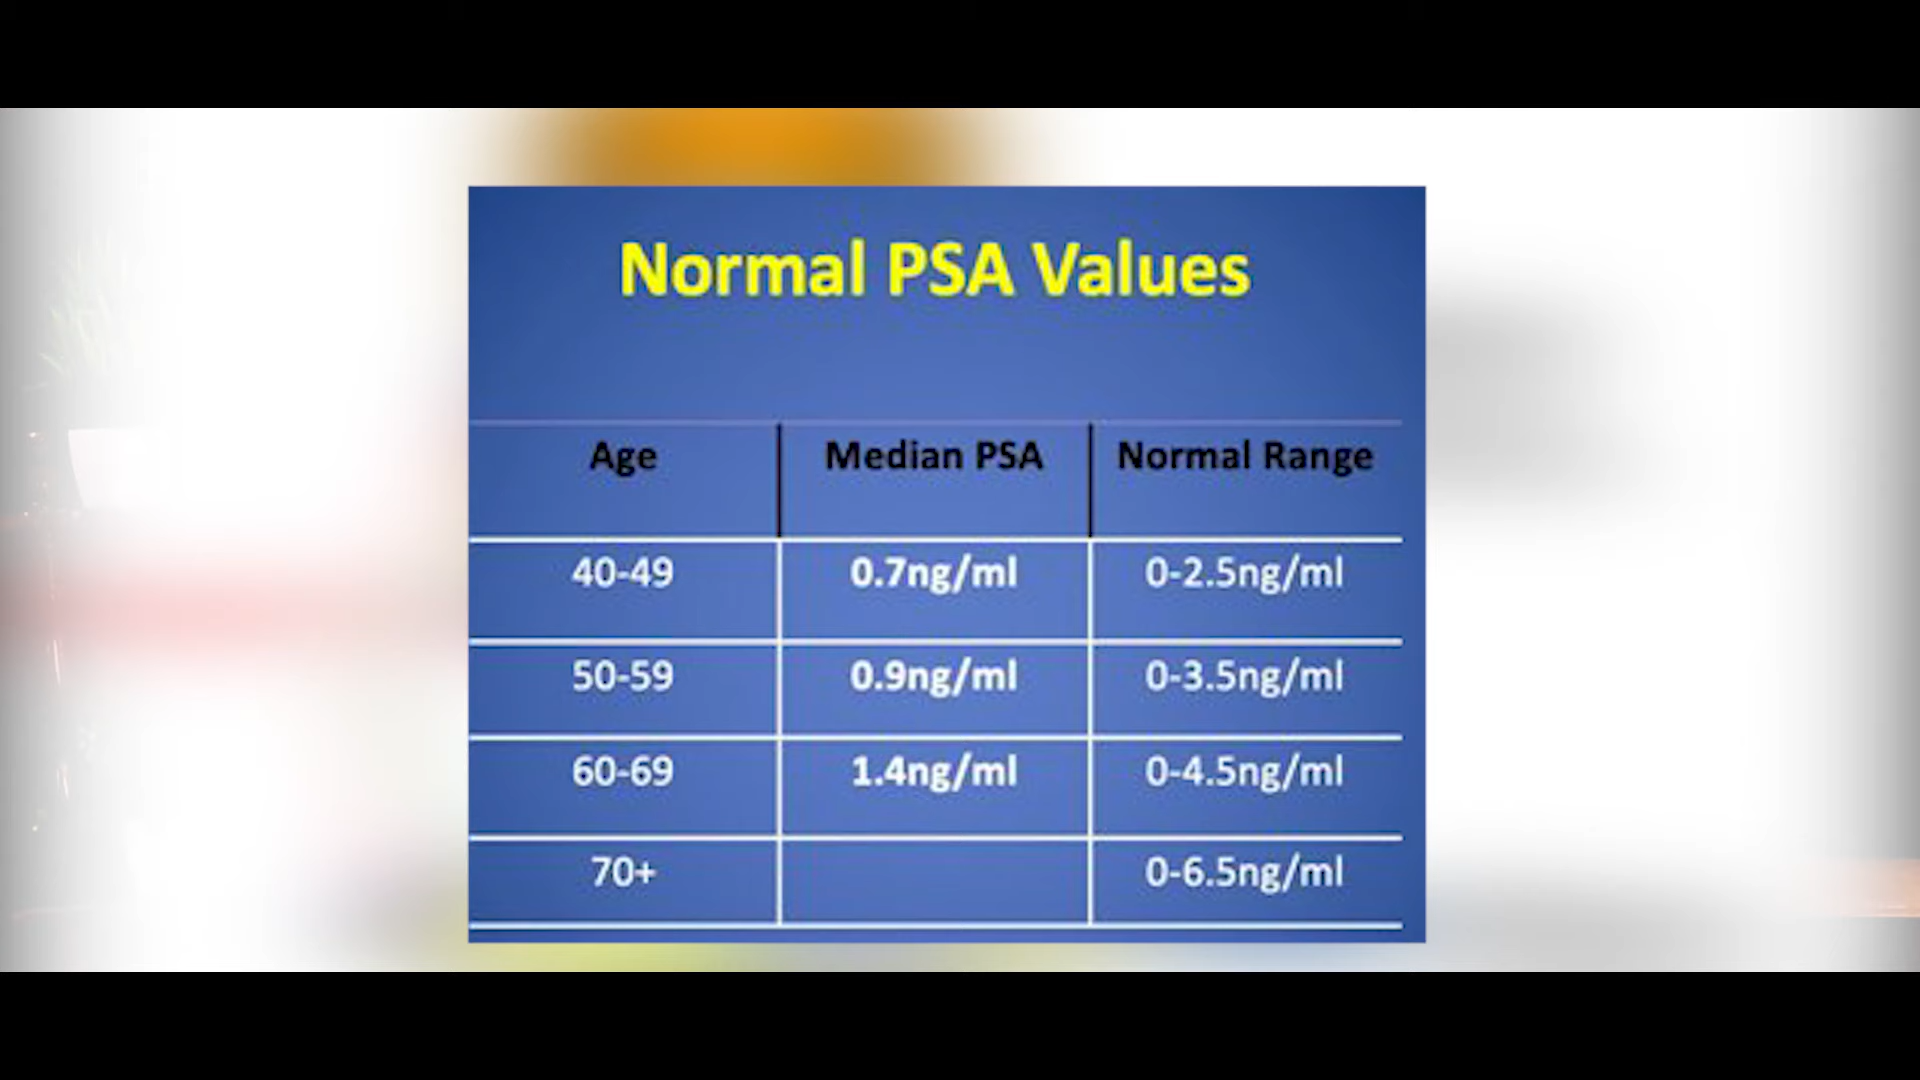 Normal PSA Values
Age Median PSA Normal Range
40-49 0.7ng/ml 0-2.5ng/ml
50-59 0.9ng/ml 0-3.5ng/ml
60-69 1.4ng/ml 0-4.5ng/ml
70+ 0-6.5ng/ml